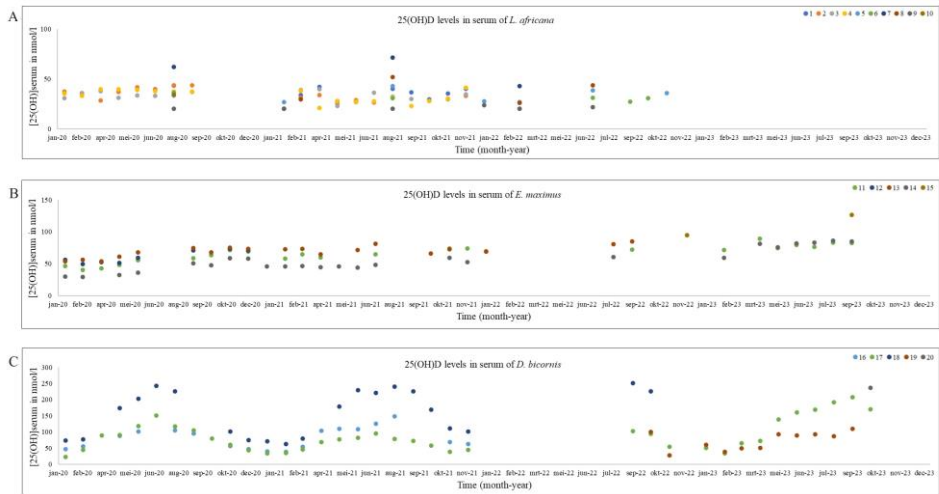 A
25(OH)D levels in serum of L. africana
1 2 3 4 5 6 7 8 9 10
[25(OH)]serum in nmol/l
100
50
0
jan-20 feb-20 apr-20 mei-20 jun-20 aug-20 sep-20 okt-20 dec-20 jan-21 feb-21 apr-21 mei-21 jun-21 aug-21 sep-21 okt-21 nov-21 jan-22 feb-22 mrt-22 mei-22 jun-22 jul-22 sep-22 okt-22 nov-22 jan-23 feb-23 mrt-23 mei-23 jun-23 jul-23 sep-23 okt-23 dec-23
Time (month-year)
B
25(OH)D levels in serum of E. maximus
11 12 13 14 15
[25(OH)]serum in nmol/l
150
100
50
0
jan-20 feb-20 apr-20 mei-20 jun-20 aug-20 sep-20 okt-20 dec-20 jan-21 feb-21 apr-21 mei-21 jun-21 aug-21 sep-21 okt-21 nov-21 jan-22 feb-22 mrt-22 mei-22 jun-22 jul-22 sep-22 okt-22 nov-22 jan-23 feb-23 mrt-23 mei-23 jun-23 jul-23 sep-23 okt-23 dec-23
Time (month-year)
C
25(OH)D levels in serum of D. bicornis
16 17 18 19 20
[25(OH)]serum in nmol/l
300
250
200
150
100
50
0
jan-20 feb-20 apr-20 mei-20 jun-20 aug-20 sep-20 okt-20 dec-20 jan-21 feb-21 apr-21 mei-21 jun-21 aug-21 sep-21 okt-21 nov-21 jan-22 feb-22 mrt-22 mei-22 jun-22 jul-22 sep-22 okt-22 nov-22 jan-23 feb-23 mrt-23 mei-23 jun-23 jul-23 sep-23 okt-23 dec-23
Time (month-year)